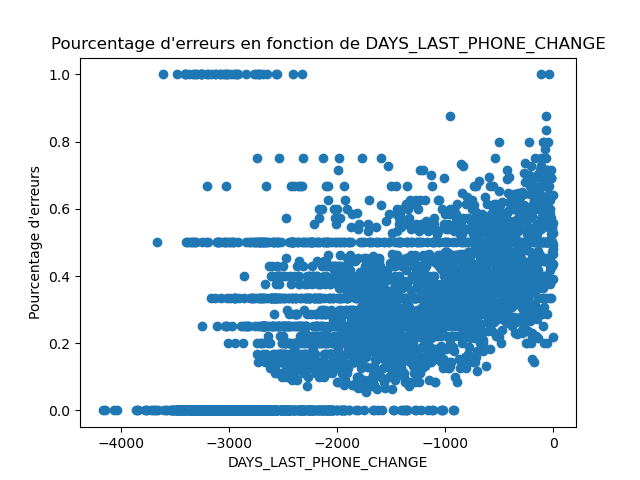 Pourcentage d'erreurs en fonction de DAYS_LAST_PHONE_CHANGE
1.0
0.8
0.6
0.4
0.2
0.0
Pourcentage d'erreurs
−4000 −3000 −2000 −1000 0
DAYS_LAST_PHONE_CHANGE